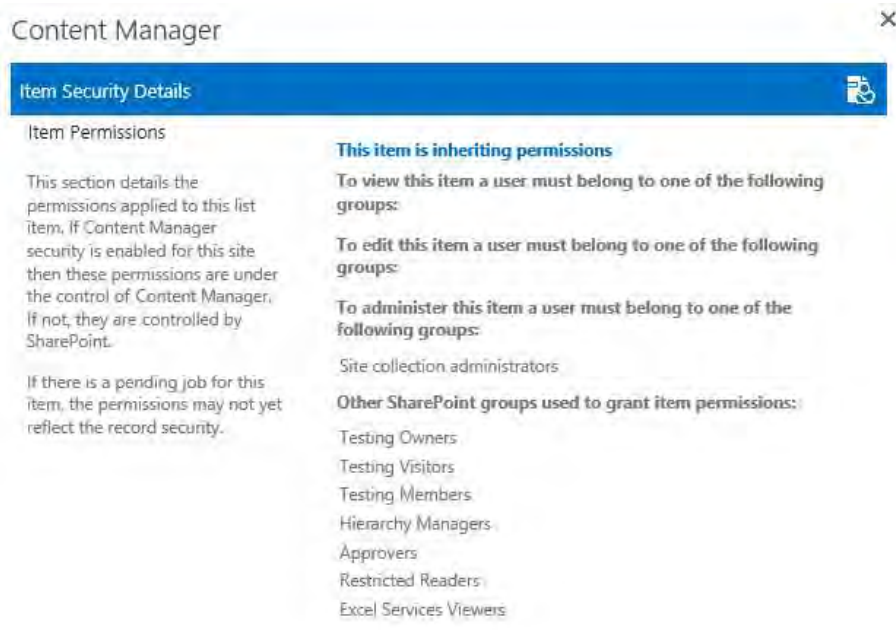 Content Manager
Item Security Details
Item Permissions
This section details the
permissions applied to this list
item. If Content Manager
security is enabled for this site
then these permissions are under
the control of Content Manager.
If not, they are controlled by
SharePoint.
If there is a pending job for this
item, the permissions may not yet
reflect the record security.
This item is inheriting permissions
To view this item a user must belong to one of the following
groups:
To edit this item a user must belong to one of the following
groups:
To administer this item a user must belong to one of the
following groups:
Site collection administrators
Other SharePoint groups used to grant item permissions:
Testing Owners
Testing Visitors
Testing Members
Hierarchy Managers
Approvers
Restricted Readers
Excel Services Viewers